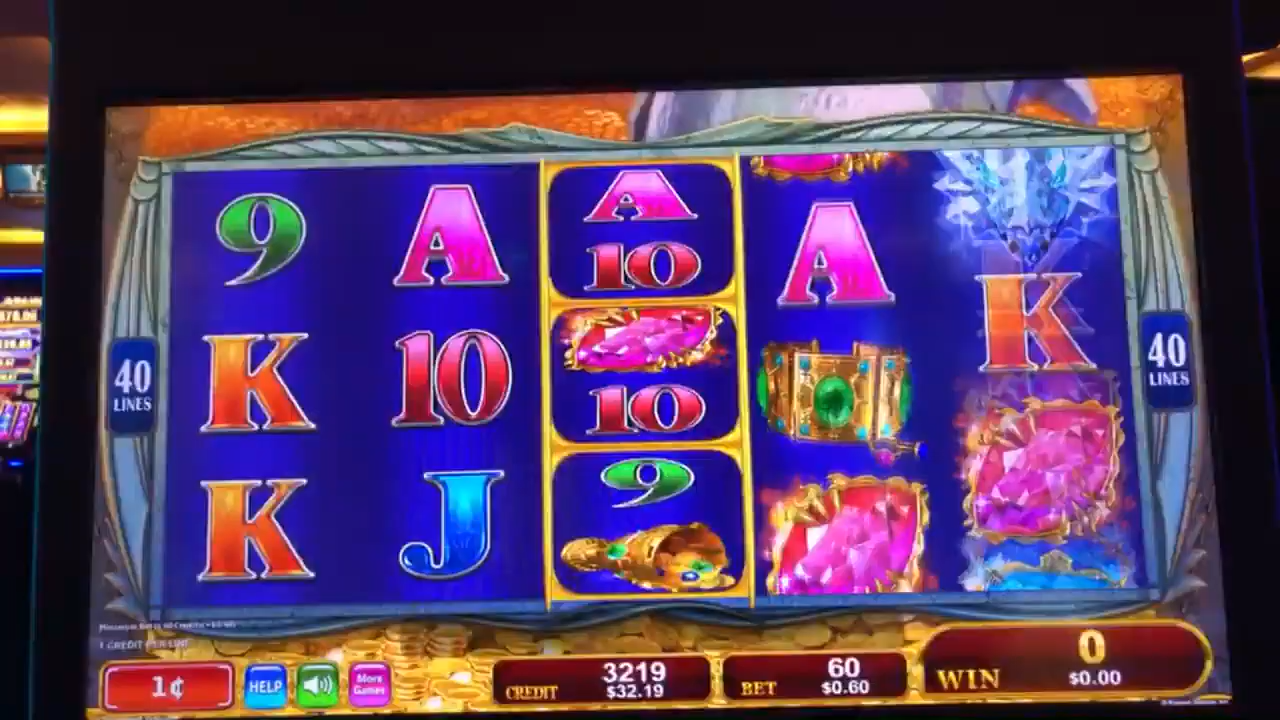 9 A A
10 A
K 10 K
10
K J 9
40
LINES
40
LINES
1 CREDIT PER LINE
1¢
HELP
More
Games
CREDIT 3219
$32.19
BET 60
$0.60
WIN 0
$0.00